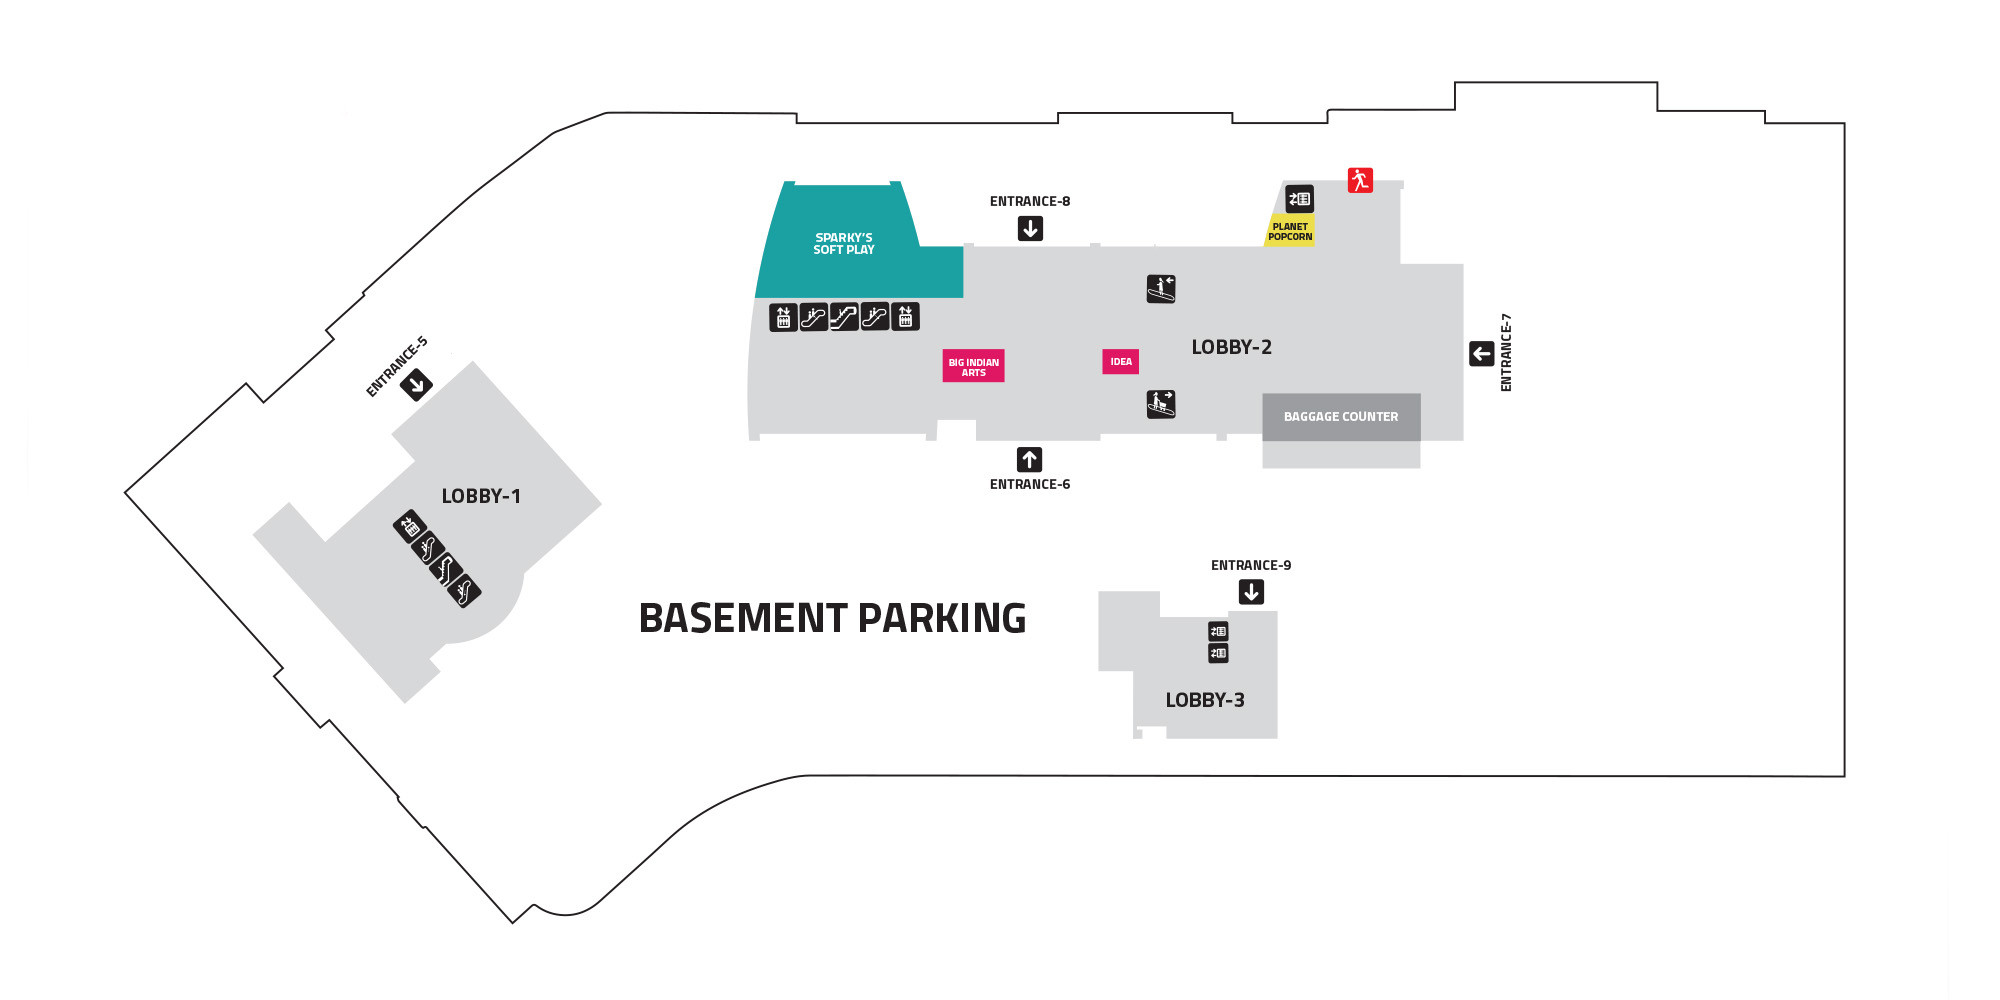 ENTRANCE-8
PLANET
POPCORN
SPARKY'S
SOFT PLAY
ENTRANCE-5
BIG INDIAN
ARTS
IDEA
LOBBY-2
ENTRANCE-7
BAGGAGE COUNTER
ENTRANCE-6
LOBBY-1
ENTRANCE-9
BASEMENT PARKING
LOBBY-3